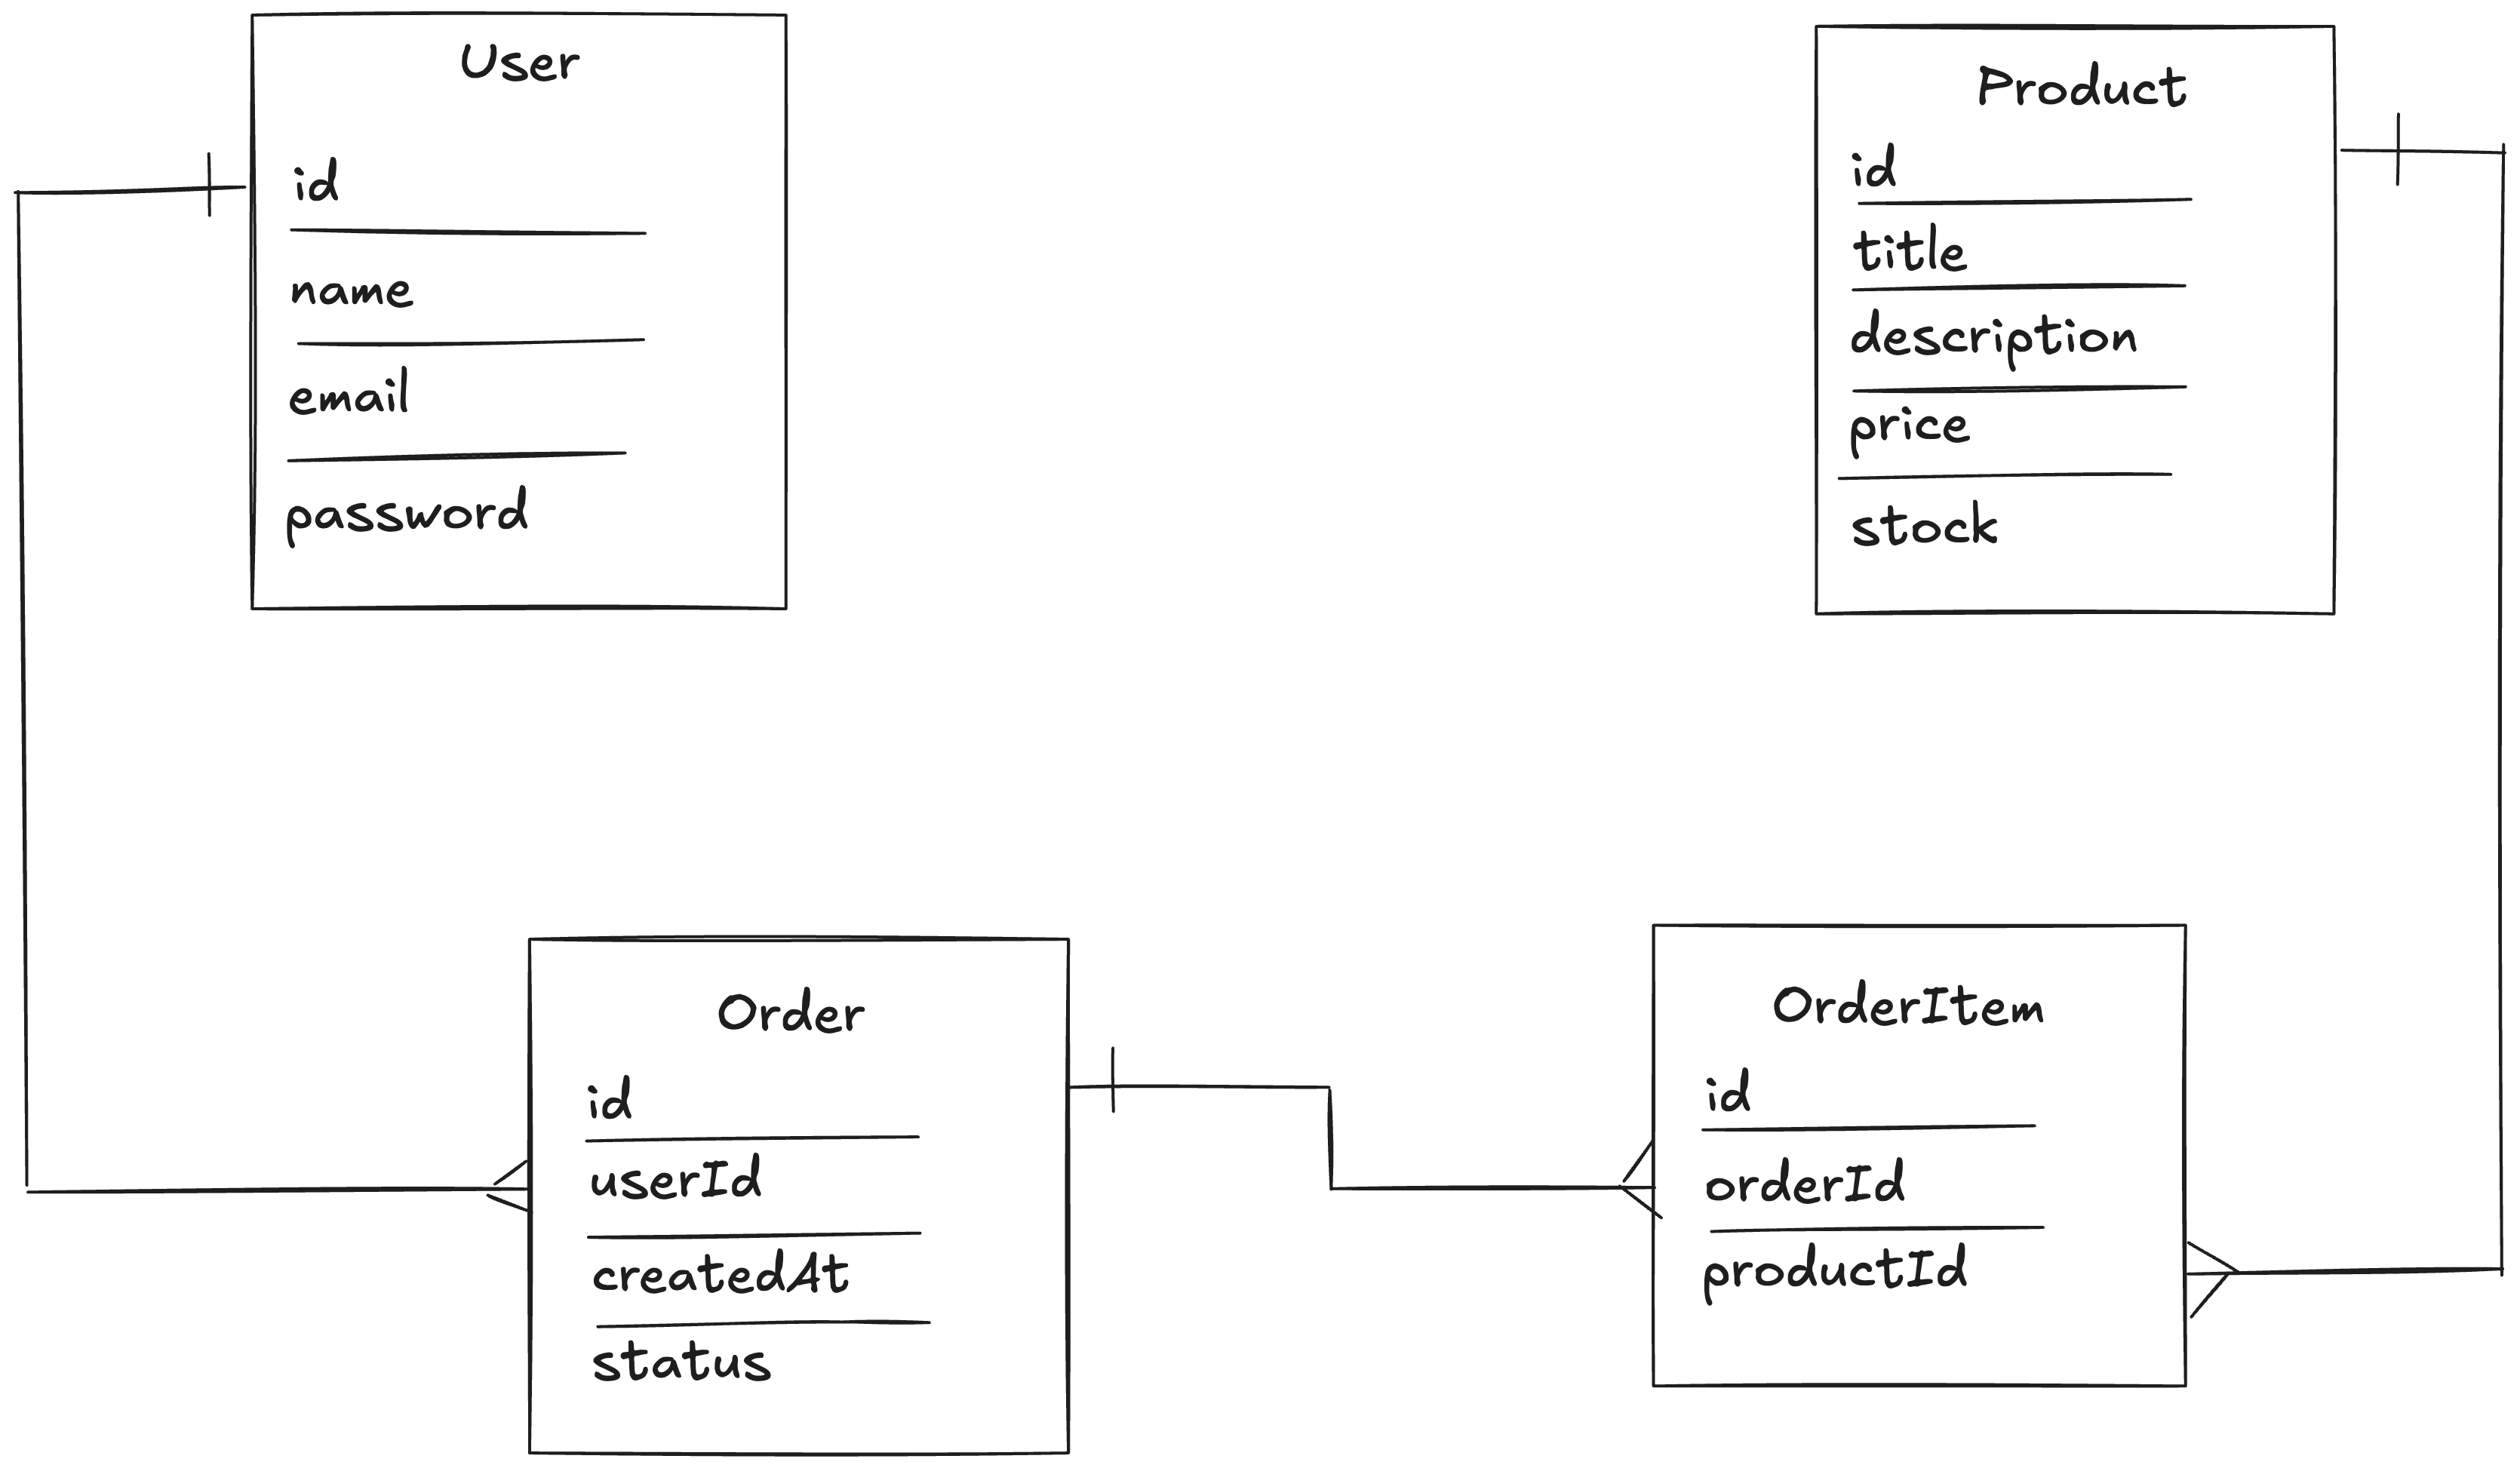 User
id
name
email
password
Product
id
title
description
price
stock
Order
id
userId
createdAt
status
OrderItem
id
orderId
productId